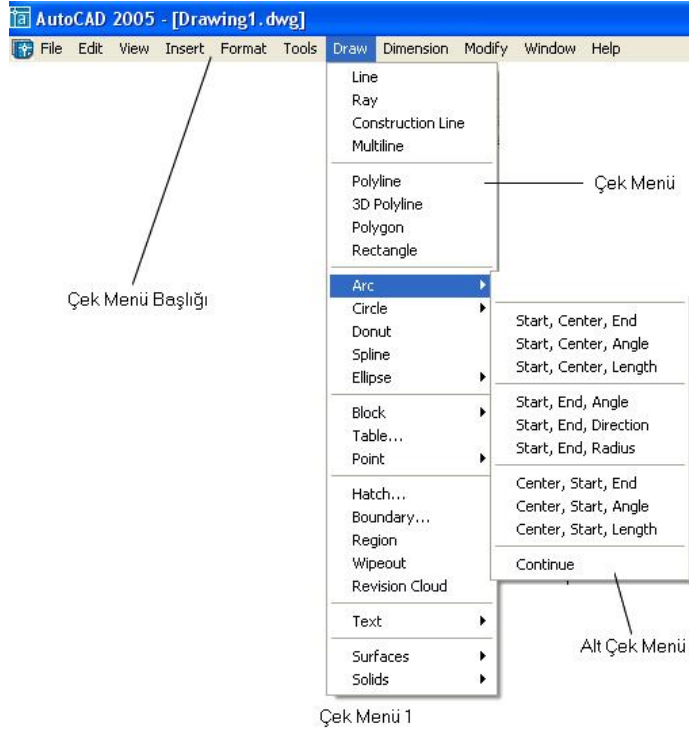 AutoCAD 2005 - [Drawing1.dwg]
File Edit View Insert Format Tools Draw Dimension Modify Window Help
Line
Ray
Construction Line
Multiline
Polyline
3D Polyline
Polygon
Rectangle
Arc
Circle
Donut
Spline
Ellipse
Block
Table...
Point
Hatch...
Boundary...
Region
Wipeout
Revision Cloud
Text
Surfaces
Solids
Start, Center, End
Start, Center, Angle
Start, Center, Length
Start, End, Angle
Start, End, Direction
Start, End, Radius
Center, Start, End
Center, Start, Angle
Center, Start, Length
Continue
Çek Menü
Çek Menü Başlığı
Alt Çek Menü
Çek Menü 1